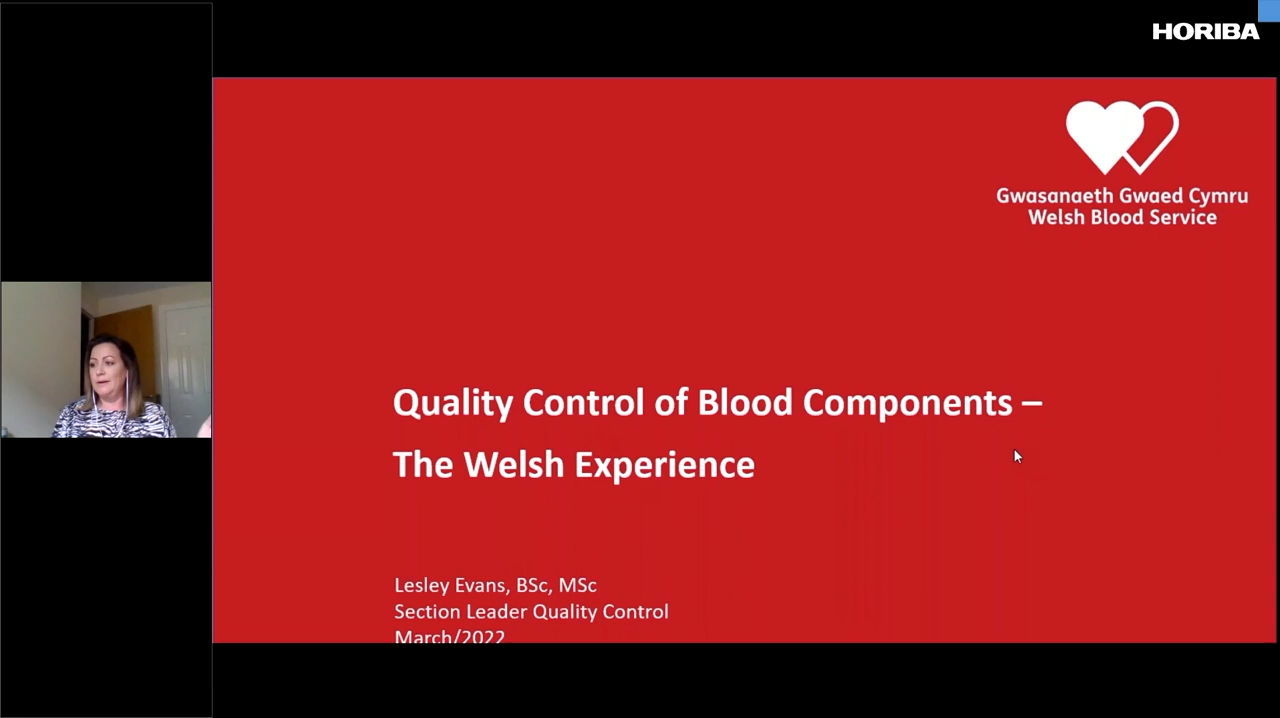 HORIBA
Gwasanaeth Gwaed Cymru
Welsh Blood Service
Quality Control of Blood Components –
The Welsh Experience
Lesley Evans, BSc, MSc
Section Leader Quality Control
March/2022